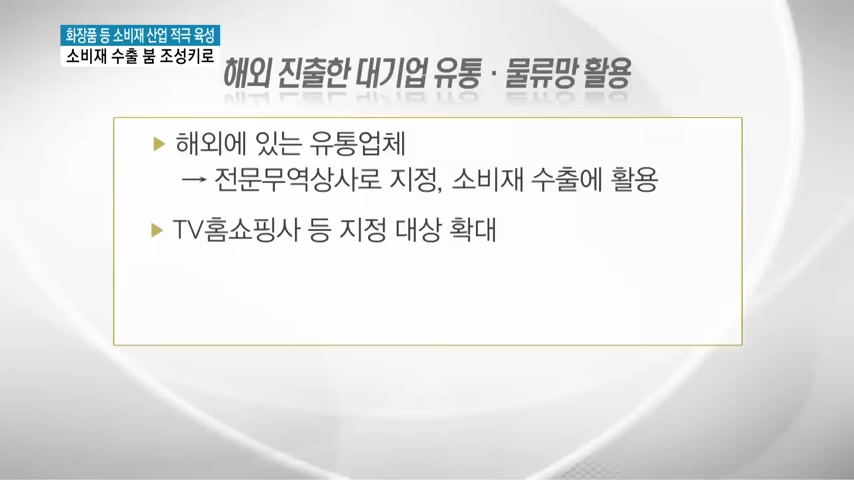 화장품 등 소비재 산업 적극 육성
소비재 수출 붐 조성키로
해외 진출한 대기업 유통·물류망 활용
▶ 해외에 있는 유통업체
→ 전문무역상사로 지정, 소비재 수출에 활용
▶ TV홈쇼핑사 등 지정 대상 확대